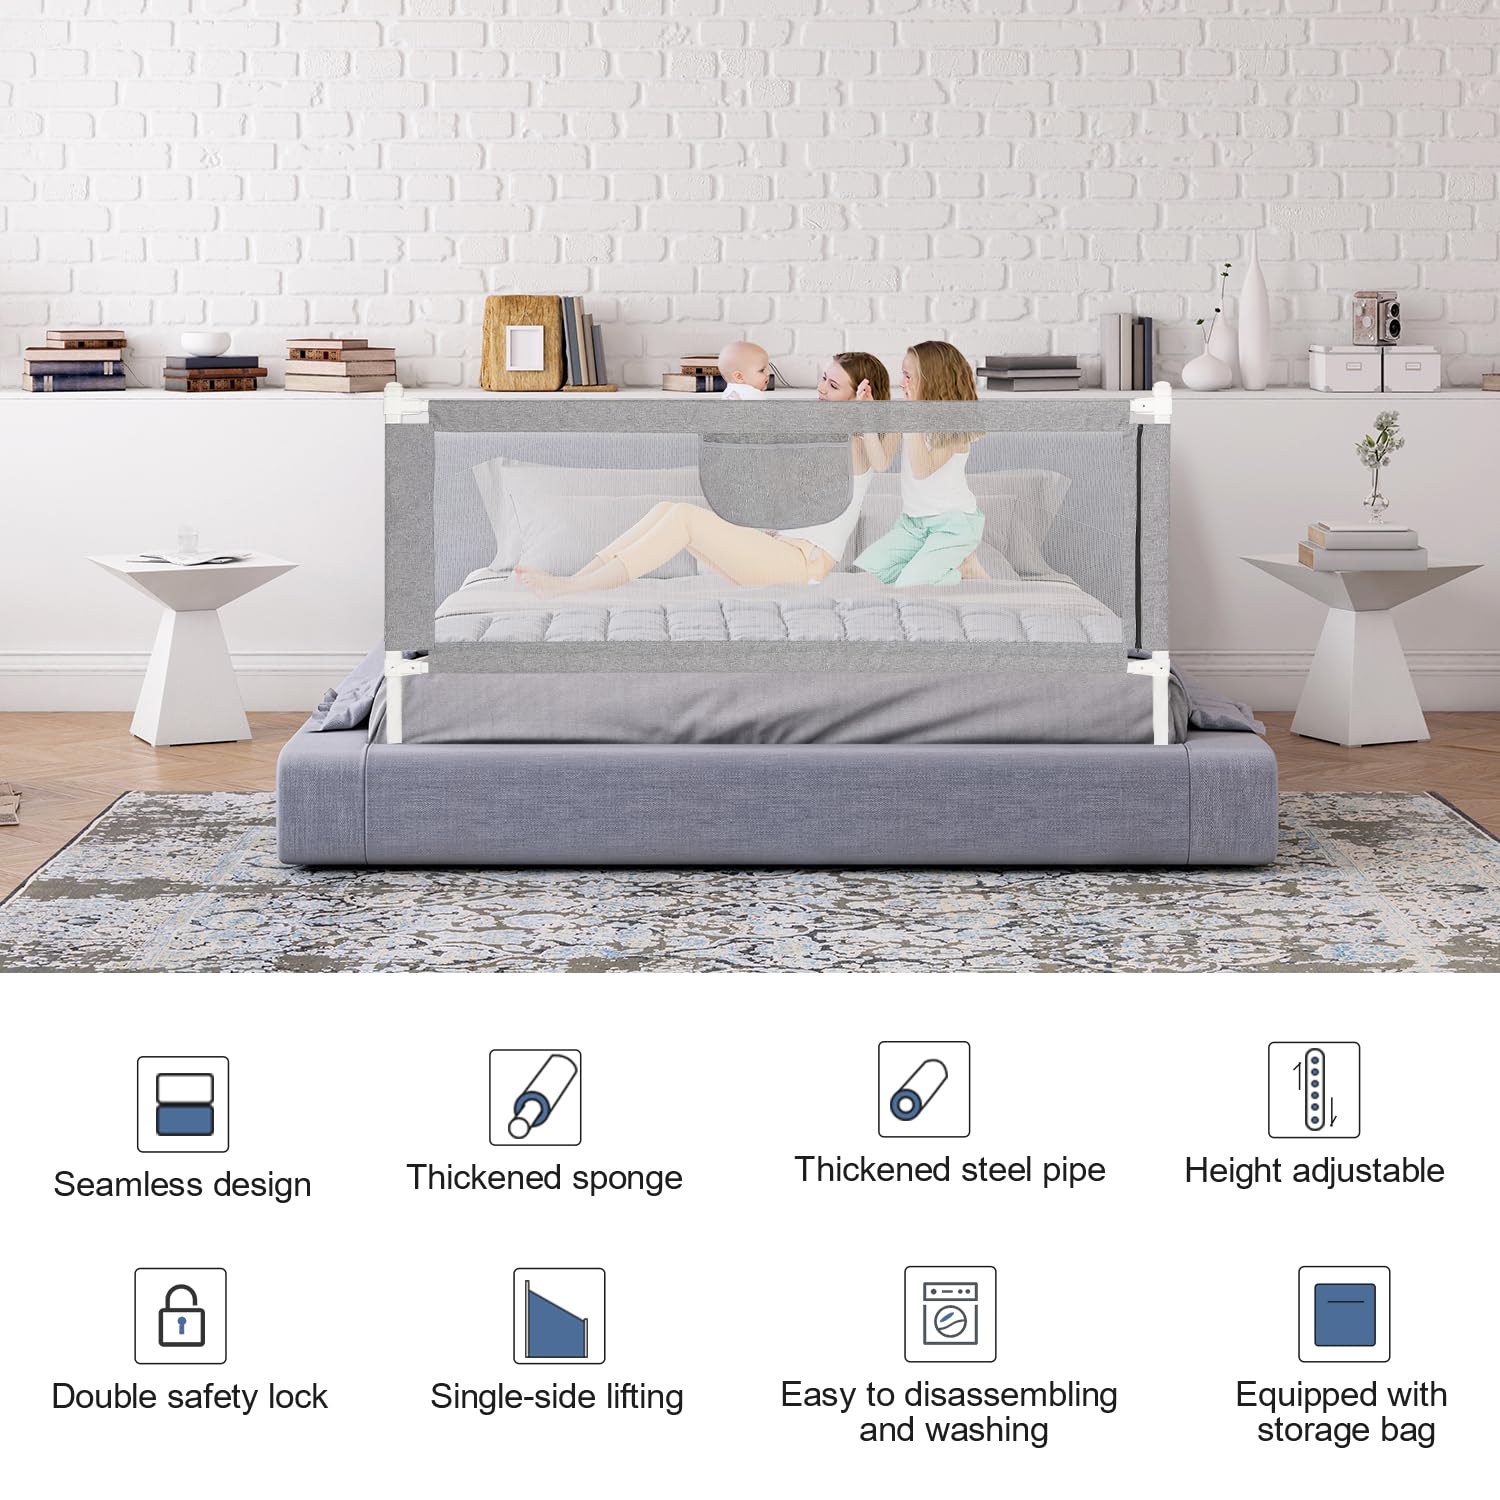 Seamless design
Thickened sponge
Thickened steel pipe
Height adjustable
Double safety lock
Single-side lifting
Easy to disassembling
and washing
Equipped with
storage bag